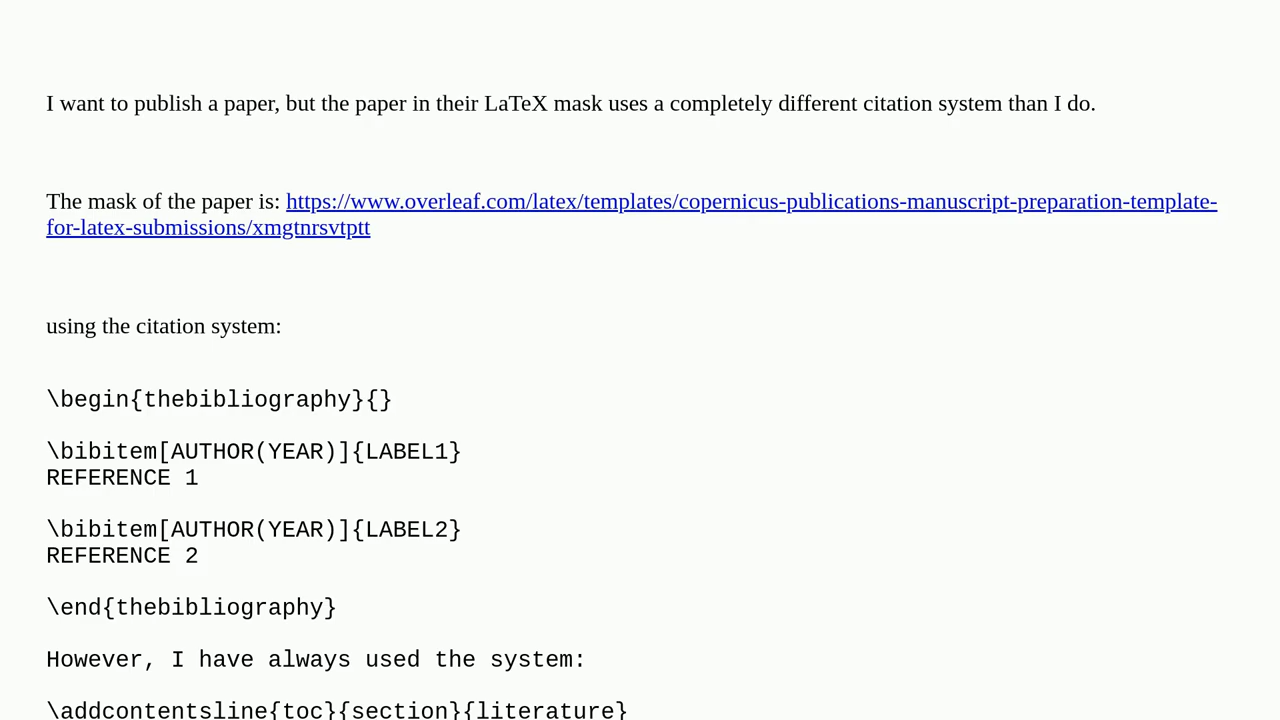 I want to publish a paper, but the paper in their LaTeX mask uses a completely different citation system than I do.
The mask of the paper is: https://www.overleaf.com/latex/templates/copernicus-publications-manuscript-preparation-template-
for-latex-submissions/xmgtnrsvtptt
using the citation system:
\begin{thebibliography}{}
\bibitem[AUTHOR(YEAR)]{LABEL1}
REFERENCE 1
\bibitem[AUTHOR(YEAR)]{LABEL2}
REFERENCE 2
\end{thebibliography}
However, I have always used the system:
\addcontentsline{toc}{section}{literature}